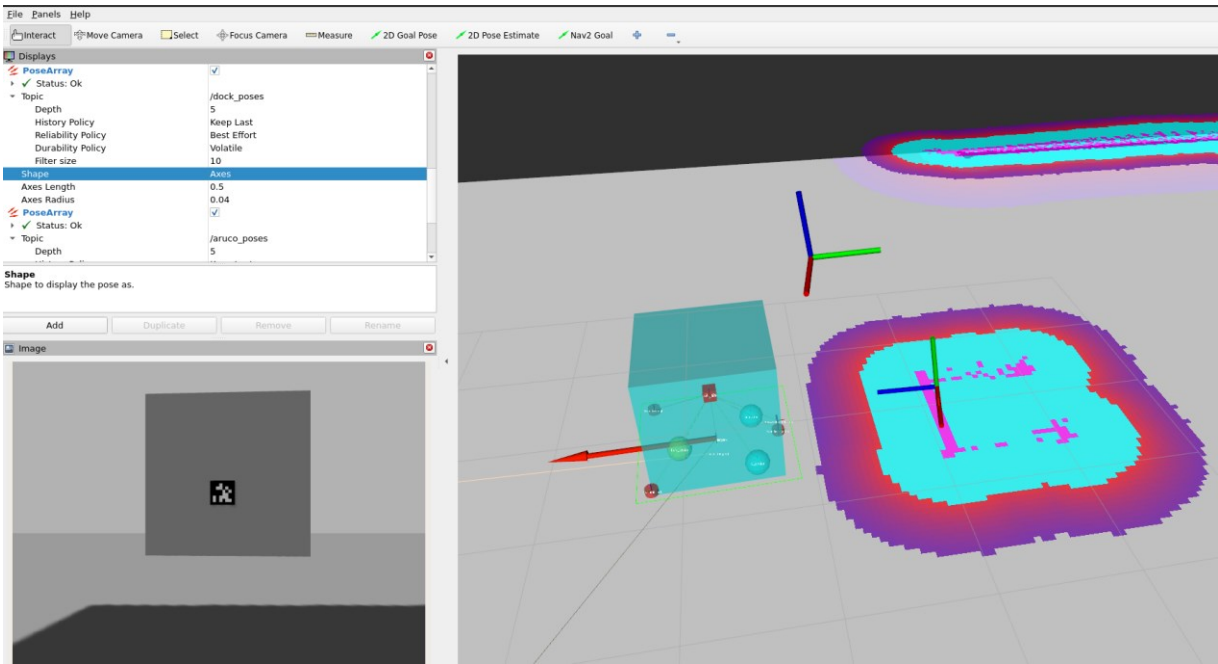 File Panels Help
Interact Move Camera Select Focus Camera Measure 2D Goal Pose 2D Pose Estimate Nav2 Goal
Displays
PoseArray
Status: Ok
Topic /dock_poses
Depth 5
History Policy Keep Last
Reliability Policy Best Effort
Durability Policy Volatile
Filter size 10
Shape Axes
Axes Length 0.5
Axes Radius 0.04
PoseArray
Status: Ok
Topic /aruco_poses
Depth 5
Shape
Shape to display the pose as.
Add Duplicate Remove Rename
Image